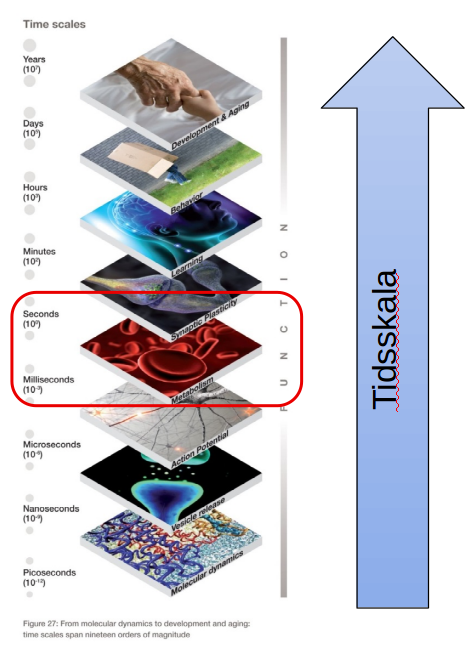 Time scales
Years
(10⁷)
Development & Aging
Days
(10⁵)
Behavior
Hours
(10³)
Learning
Minutes
(10²)
Synaptic Plasticity
Seconds
(10⁰)
Metabolism
Milliseconds
(10⁻³)
Action Potential
Microseconds
(10⁻⁶)
Vesicle release
Nanoseconds
(10⁻⁹)
Molecular dynamics
Picoseconds
(10⁻¹²)
FUNCTION
Tidsskala
Figure 27: From molecular dynamics to development and aging:
time scales span nineteen orders of magnitude